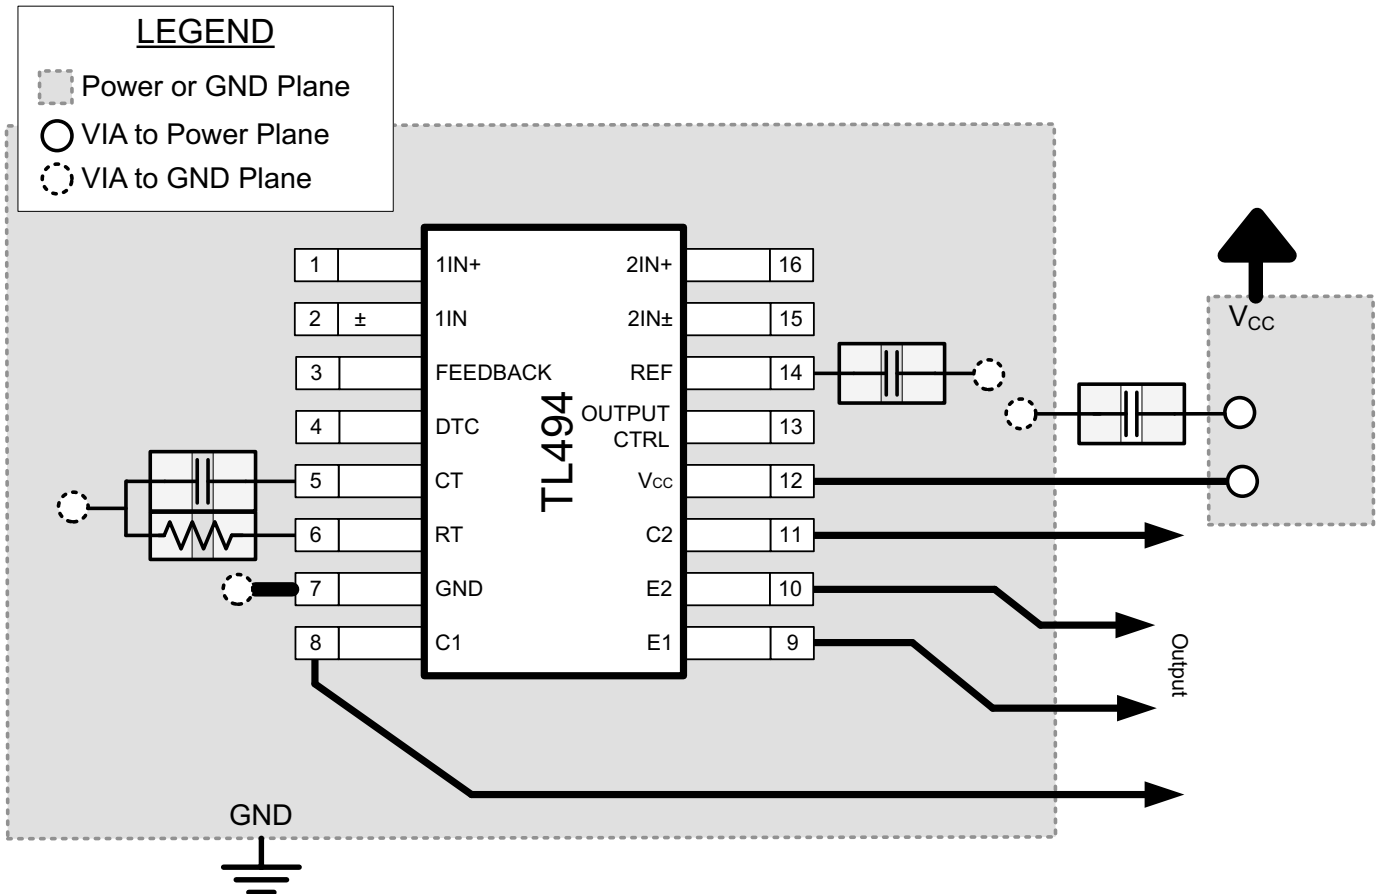 LEGEND
Power or GND Plane
VIA to Power Plane
VIA to GND Plane
1 1IN+ 2IN+ 16
2 ± 1IN 2IN± 15
3 FEEDBACK REF 14
4 DTC OUTPUT CTRL 13
5 CT VCC 12
6 RT C2 11
7 GND E2 10
8 C1 E1 9
TL494
VCC
Output
GND